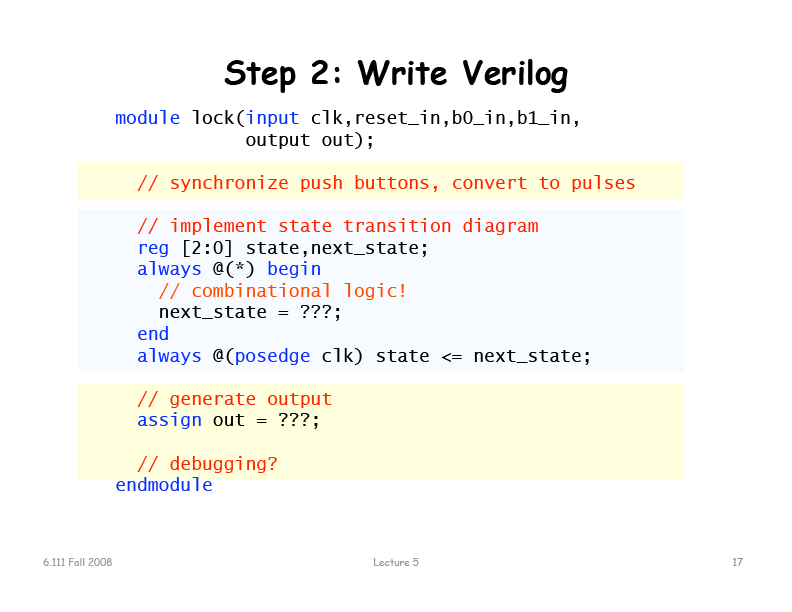 Step 2: Write Verilog
module lock(input clk,reset_in,b0_in,b1_in,
            output out);
  // synchronize push buttons, convert to pulses
  // implement state transition diagram
  reg [2:0] state,next_state;
  always @(*) begin
    // combinational logic!
    next_state = ???;
  end
  always @(posedge clk) state <= next_state;
  // generate output
  assign out = ???;
  // debugging?
endmodule
6.111 Fall 2008
Lecture 5
17